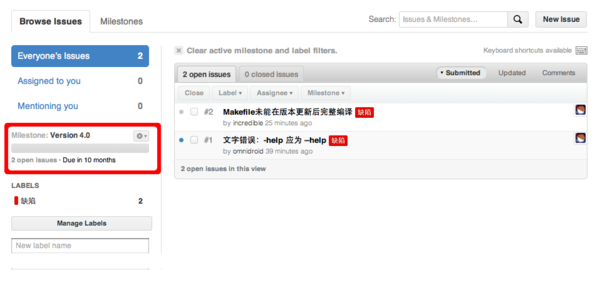 Browse Issues
Milestones
Search:
Issues & Milestones...
New Issue
Everyone's Issues 2
Assigned to you 0
Mentioning you 0
Milestone: Version 4.0
2 open issues · Due in 10 months
LABELS
缺陷 2
Manage Labels
New label name
Clear active milestone and label filters.
Keyboard shortcuts available
2 open issues
0 closed issues
Submitted
Updated
Comments
Close
Label
Assignee
Milestone
#2 Makefile未能在版本更新后完整编译 缺陷
by incredible 25 minutes ago
#1 文字错误：-help 应为 --help 缺陷
by omnidroid 39 minutes ago
2 open issues in this view